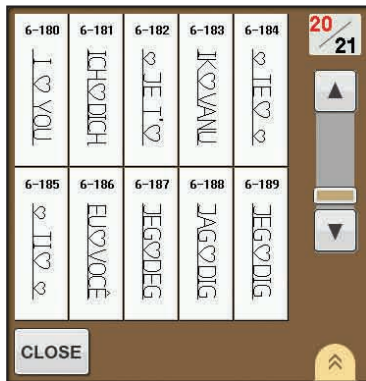 6-180 6-181 6-182 6-183 6-184
I ♡ YOU
ICH♡DICH
♡ JE T'♡
IK♡VANU
♡ TE♡ ♡
6-185 6-186 6-187 6-188 6-189
♡ TI♡ ♡
EU♡VOCÊ
JEG♡DEG
JAG♡DIG
JEG♡DIG
20/21
CLOSE